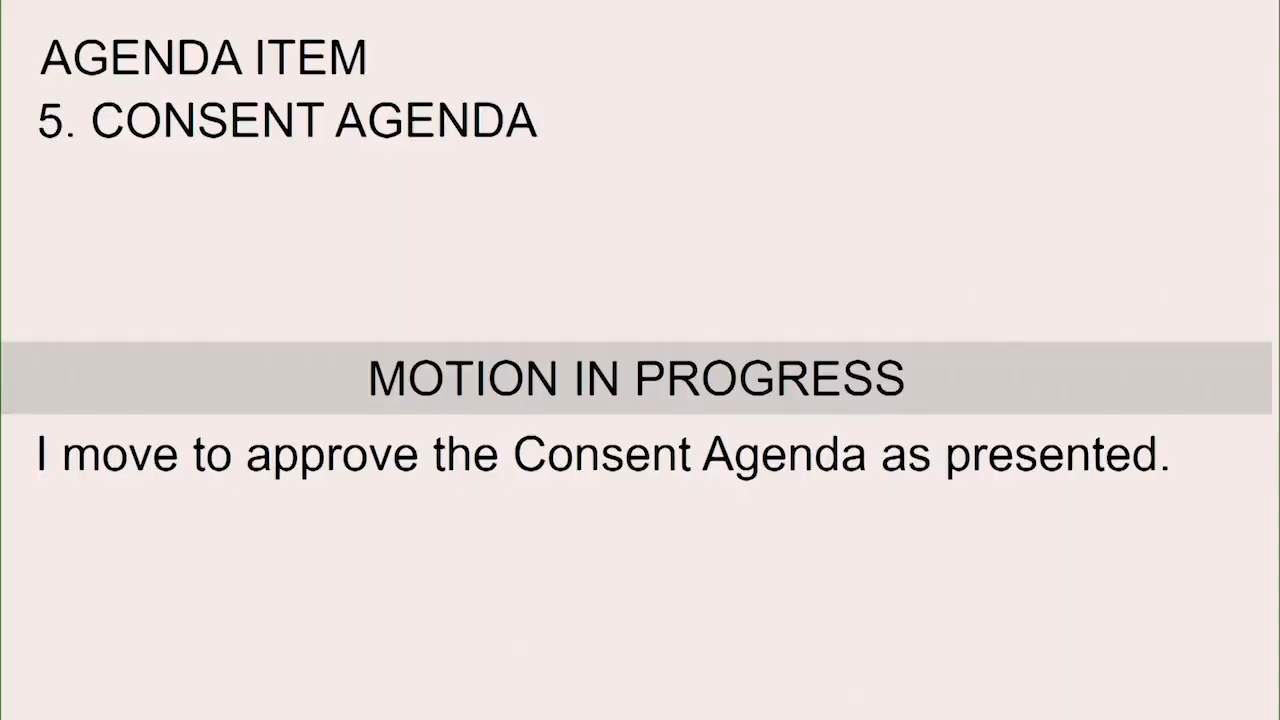 AGENDA ITEM
5. CONSENT AGENDA
MOTION IN PROGRESS
I move to approve the Consent Agenda as presented.